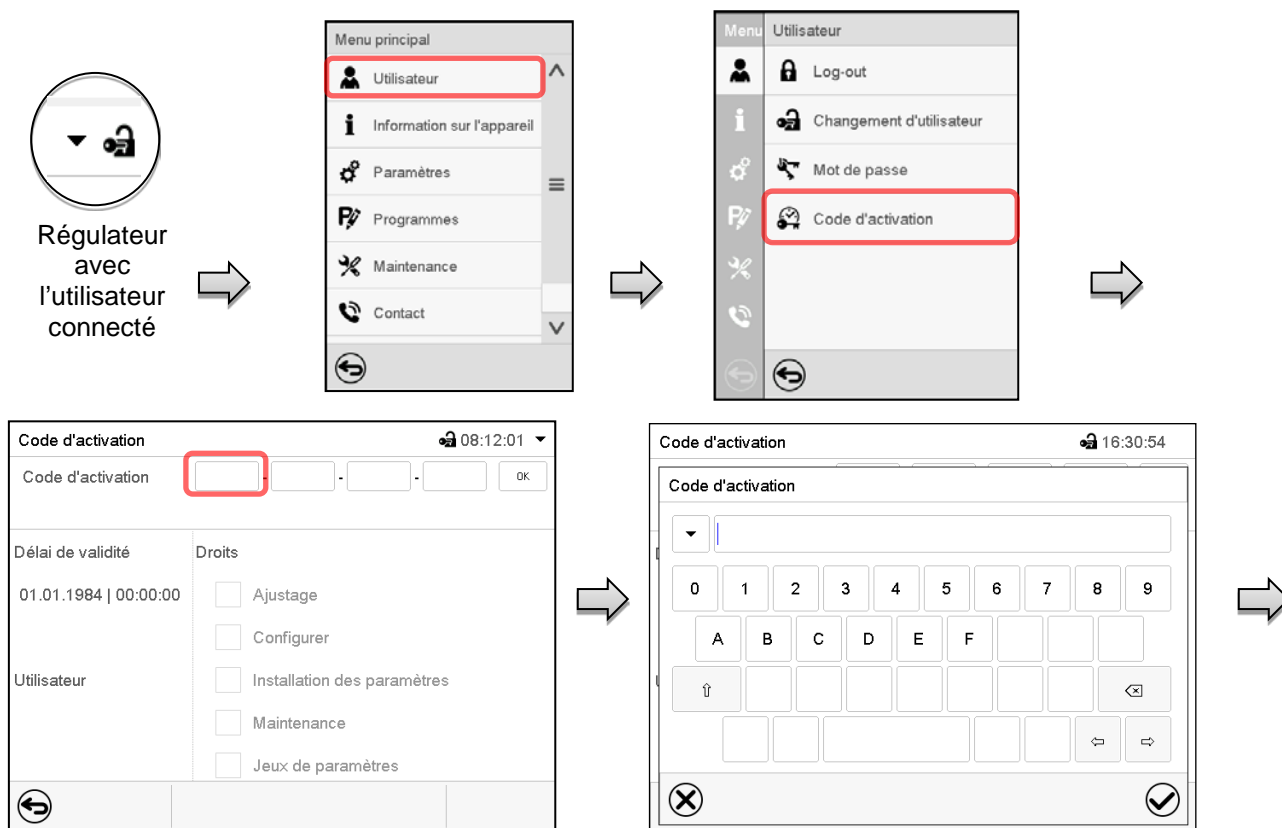 Régulateur
avec
l’utilisateur
connecté
Menu principal
Utilisateur
Information sur l'appareil
Paramètres
Programmes
Maintenance
Contact
Menu
Utilisateur
Log-out
Changement d'utilisateur
Mot de passe
Code d'activation
Code d'activation 08:12:01
Code d'activation - - - OK
Délai de validité Droits
01.01.1984 | 00:00:00 Ajustage
Configurer
Utilisateur Installation des paramètres
Maintenance
Jeux de paramètres
Code d'activation 16:30:54
Code d'activation
0 1 2 3 4 5 6 7 8 9
A B C D E F